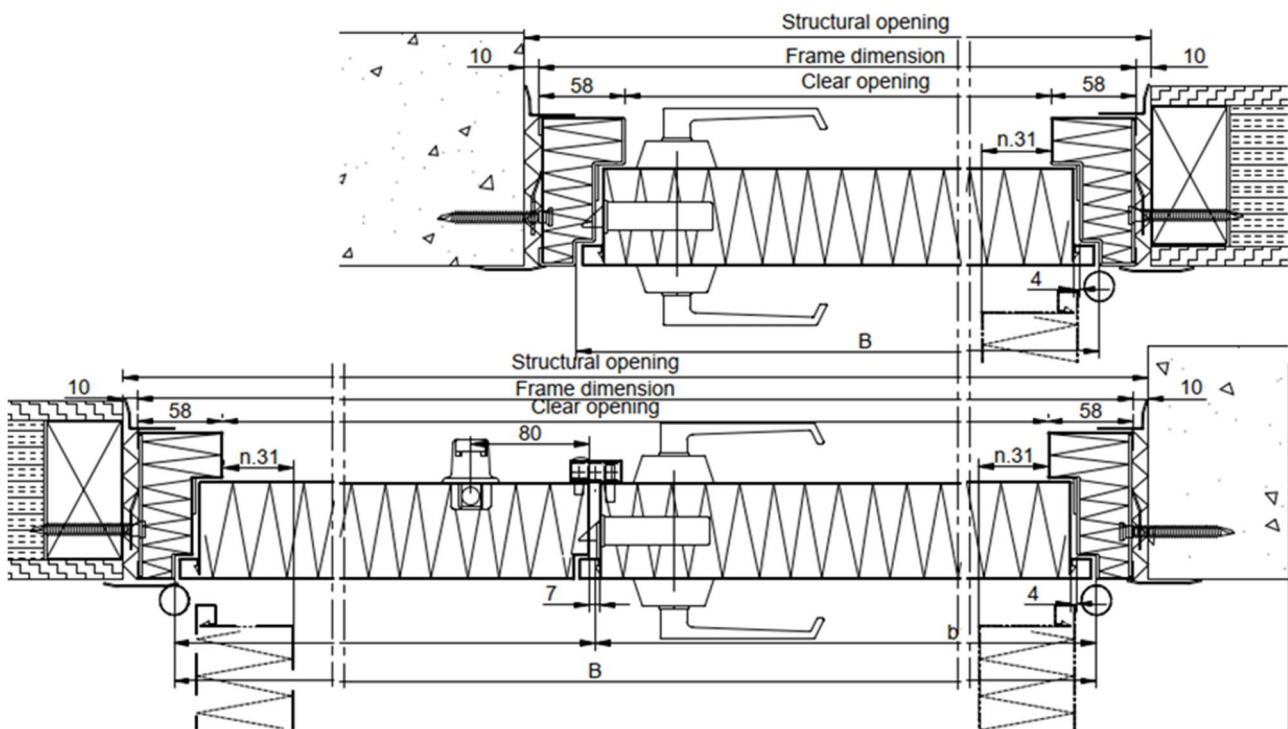 Structural opening
10 Frame dimension 10
58 Clear opening 58
n.31
4
B
Structural opening
10 Frame dimension 10
58 Clear opening 58
80
n.31 n.31
7 4
b
B